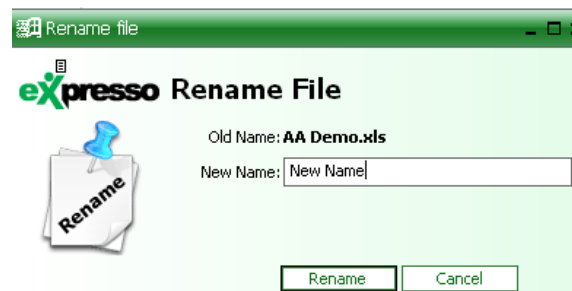 Rename file
eXpresso Rename File
Old Name: AA Demo.xls
New Name: New Name
Rename
Rename Cancel